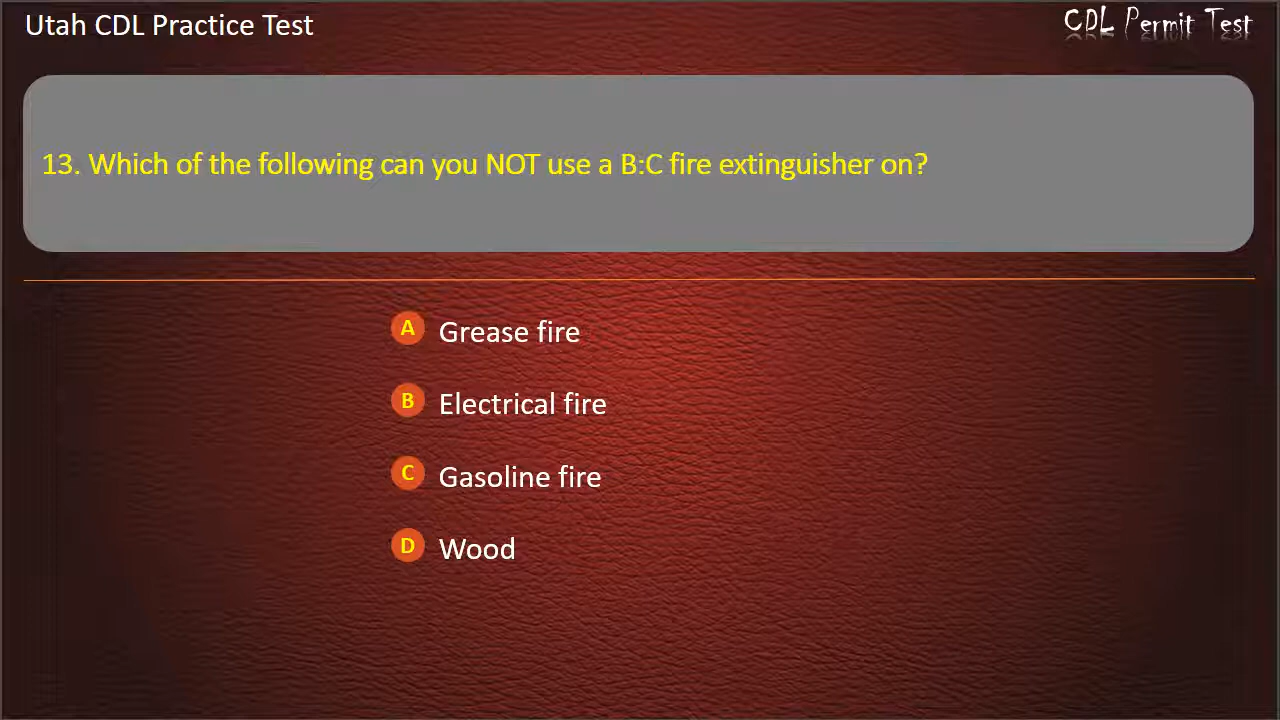 Utah CDL Practice Test
CDL Permit Test
13. Which of the following can you NOT use a B:C fire extinguisher on?
A Grease fire
B Electrical fire
C Gasoline fire
D Wood